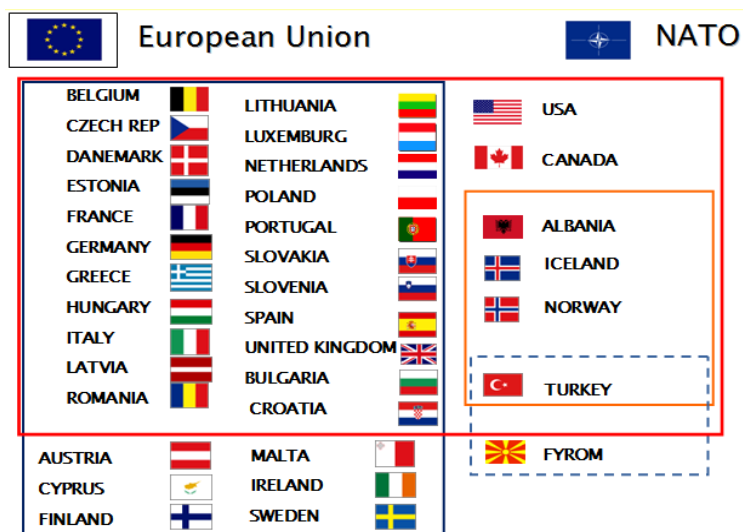 European Union
NATO
BELGIUM
CZECH REP
DANEMARK
ESTONIA
FRANCE
GERMANY
GREECE
HUNGARY
ITALY
LATVIA
ROMANIA
LITHUANIA
LUXEMBURG
NETHERLANDS
POLAND
PORTUGAL
SLOVAKIA
SLOVENIA
SPAIN
UNITED KINGDOM
BULGARIA
CROATIA
USA
CANADA
ALBANIA
ICELAND
NORWAY
TURKEY
FYROM
AUSTRIA
CYPRUS
FINLAND
MALTA
IRELAND
SWEDEN